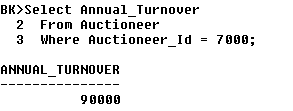 BK>Select Annual_Turnover
  2  From Auctioneer
  3  Where Auctioneer_Id = 7000;
ANNUAL_TURNOVER
---------------
          90000